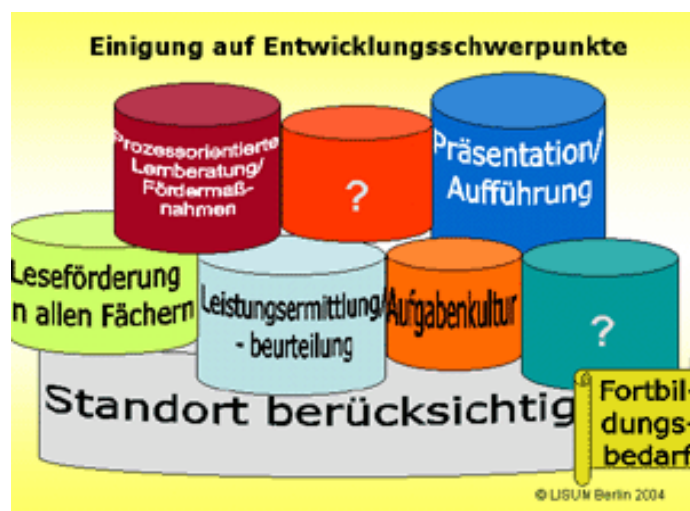 Einigung auf Entwicklungsschwerpunkte
Prozessorientierte
Lernberatung/
Fördermaß-
nahmen
?
Präsentation/
Aufführung
Leseförderung
n allen Fächern
Leistungsermittlung/
- beurteilung
Aufgabenkultur
?
Standort berücksichtig
Fortbil-
dungs-
bedarf
© LISUM Berlin 2004